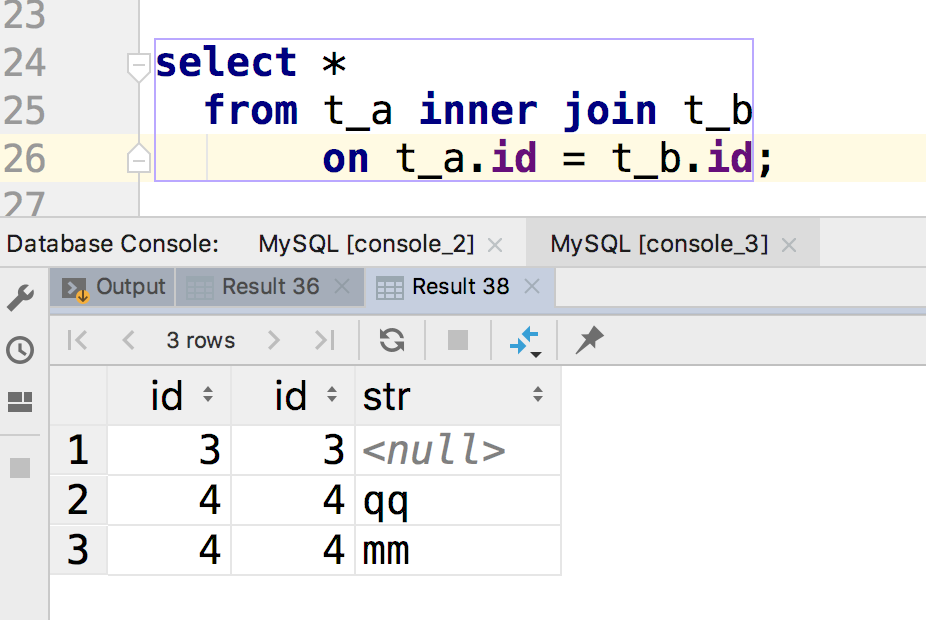 23
24 select *
25 from t_a inner join t_b
26 on t_a.id = t_b.id;
27
Database Console: MySQL [console_2] MySQL [console_3]
Output Result 36 Result 38
3 rows
id id str
1 3 3 <null>
2 4 4 qq
3 4 4 mm